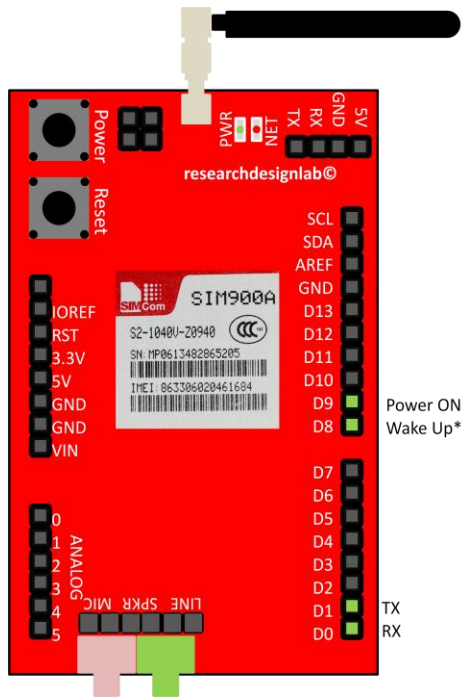 Power
PWR
NET
TX
RX
GND
5V
researchdesignlab©
Reset
SCL
SDA
AREF
GND
D13
D12
D11
D10
D9 Power ON
D8 Wake Up*
IOREF
RST
3.3V
5V
GND
GND
VIN
SIMCom
SIM900A
S2-1040V-Z0940
CCC
SN: MP0613482865205
IMEI: 863306020461684
D7
D6
D5
D4
D3
D2
D1 TX
D0 RX
0
1
2
3
4
5
ANALOG
MIC
SPKR
LINE